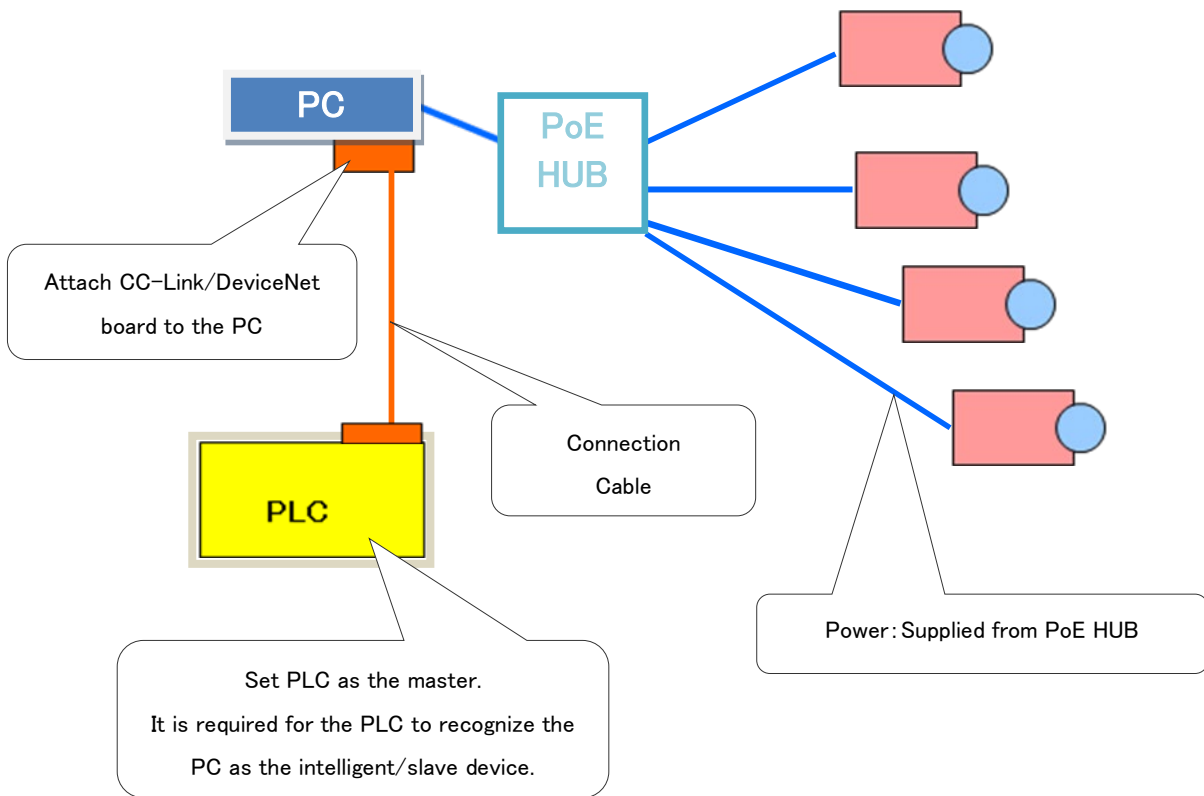 PC
PoE
HUB
Attach CC-Link/DeviceNet
board to the PC
Connection
Cable
PLC
Power:Supplied from PoE HUB
Set PLC as the master.
It is required for the PLC to recognize the
PC as the intelligent/slave device.